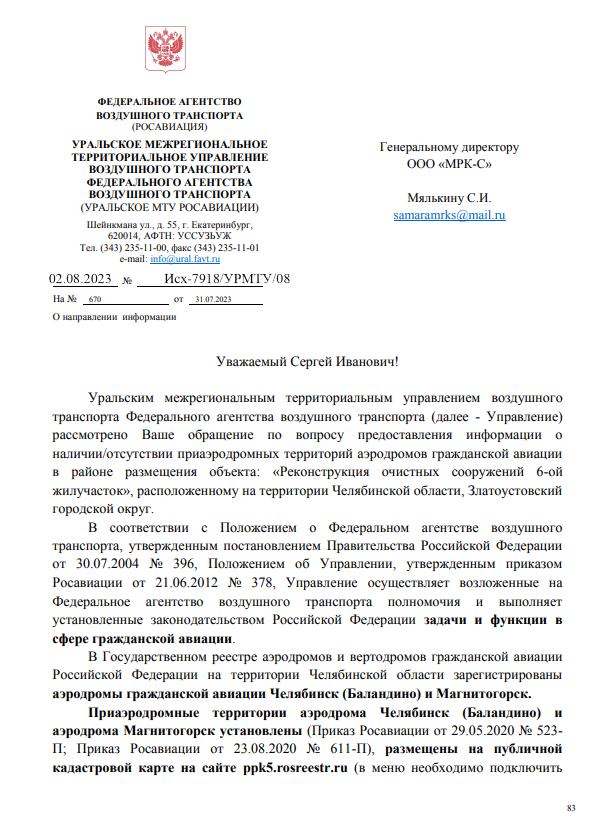 ФЕДЕРАЛЬНОЕ АГЕНТСТВО
ВОЗДУШНОГО ТРАНСПОРТА
(РОСАВИАЦИЯ)
УРАЛЬСКОЕ МЕЖРЕГИОНАЛЬНОЕ
ТЕРРИТОРИАЛЬНОЕ УПРАВЛЕНИЕ
ВОЗДУШНОГО ТРАНСПОРТА
ФЕДЕРАЛЬНОГО АГЕНТСТВА
ВОЗДУШНОГО ТРАНСПОРТА
(УРАЛЬСКОЕ МТУ РОСАВИАЦИИ)
Шейнкмана ул., д. 55, г. Екатеринбург,
620014, АФТН: УССУЗЬУЖ
Тел. (343) 235-11-00, факс (343) 235-11-01
e-mail: info@ural.favt.ru
02.08.2023 № Исх-7918/УРМТУ/08
На № 670 от 31.07.2023
О направлении информации
Генеральному директору
ООО «МРК-С»
Мялькину С.И.
samaramrks@mail.ru
Уважаемый Сергей Иванович!
Уральским межрегиональным территориальным управлением воздушного
транспорта Федерального агентства воздушного транспорта (далее - Управление)
рассмотрено Ваше обращение по вопросу предоставления информации о
наличии/отсутствии приаэродромных территорий аэродромов гражданской авиации
в районе размещения объекта: «Реконструкция очистных сооружений 6-ой
жилучасток», расположенному на территории Челябинской области, Златоустовский
городской округ.
В соответствии с Положением о Федеральном агентстве воздушного
транспорта, утвержденным постановлением Правительства Российской Федерации
от 30.07.2004 № 396, Положением об Управлении, утвержденным приказом
Росавиации от 21.06.2012 № 378, Управление осуществляет возложенные на
Федеральное агентство воздушного транспорта полномочия и выполняет
установленные законодательством Российской Федерации задачи и функции в
сфере гражданской авиации.
В Государственном реестре аэродромов и вертодромов гражданской авиации
Российской Федерации на территории Челябинской области зарегистрированы
аэродромы гражданской авиации Челябинск (Баландино) и Магнитогорск.
Приаэродромные территории аэродрома Челябинск (Баландино) и
аэродрома Магнитогорск установлены (Приказ Росавиации от 29.05.2020 № 523-
П; Приказ Росавиации от 23.08.2020 № 611-П), размещены на публичной
кадастровой карте на сайте ppk5.rosreestr.ru (в меню необходимо подключить
83